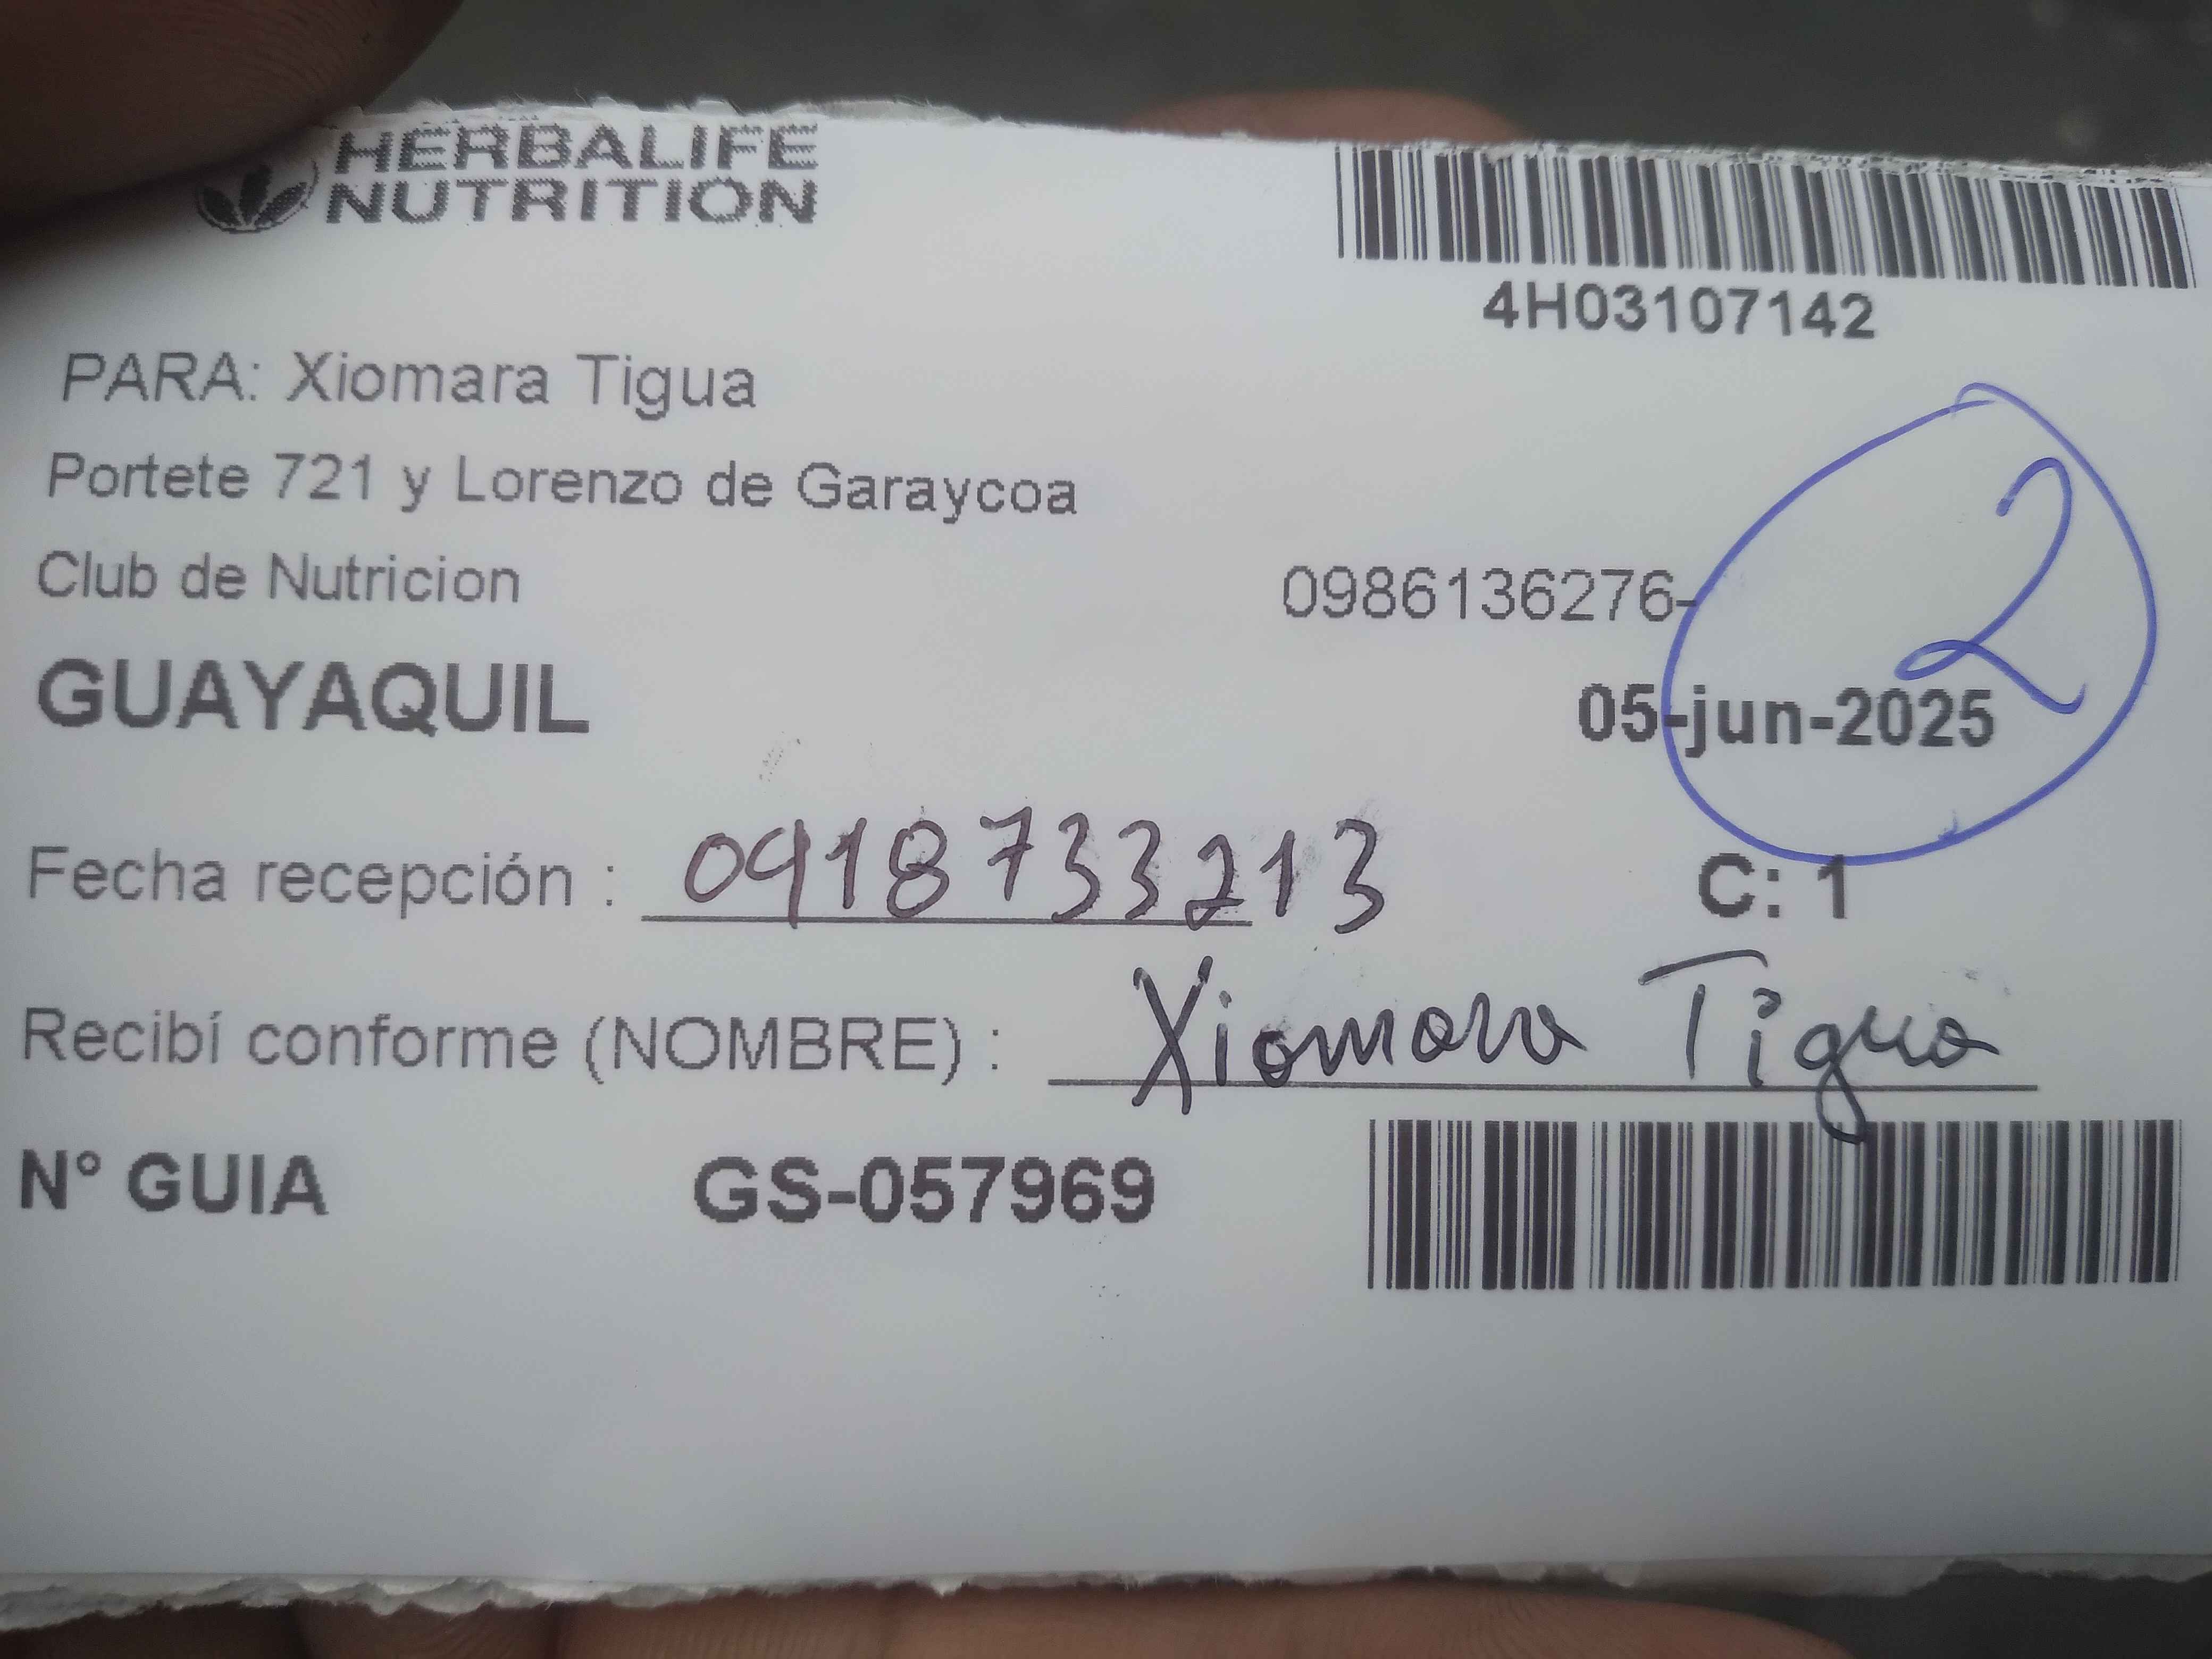 HERBALIFE
NUTRITION
4H03107142
PARA: Xiomara Tigua
Portete 721 y Lorenzo de Garaycoa
Club de Nutricion
0986136276-
2
GUAYAQUIL
05-jun-2025
Fecha recepción : 0918733213
C: 1
Recibí conforme (NOMBRE) : Xiomara Tigua
N° GUIA GS-057969